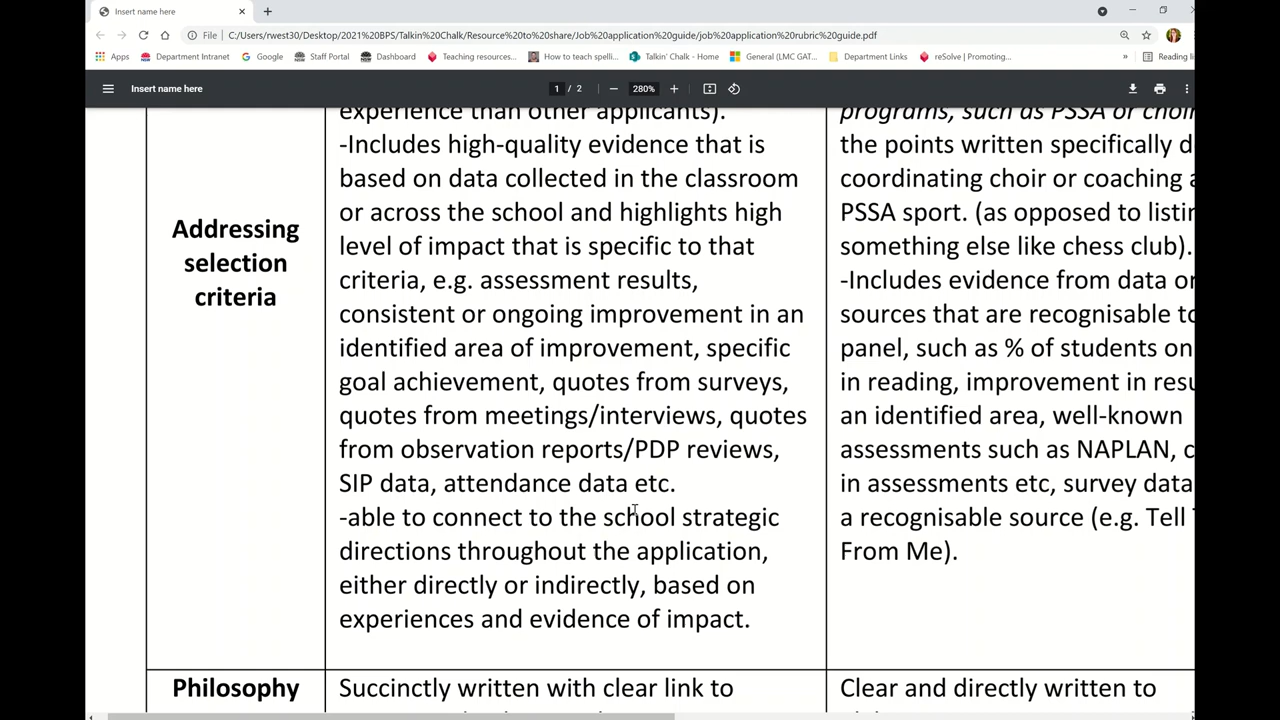 Insert name here
File C:/Users/rwest30/Desktop/2021%20BPS/Talkin%20Chalk/Resource%20to%20share/Job%20application%20guide/job%20application%20rubric%20guide.pdf
Apps Department Intranet Google Staff Portal Dashboard Teaching resources... How to teach spelli... Talkin' Chalk - Home General (LMC GAT... Department Links reSolve | Promoting... » Reading li
Insert name here 1 / 2 280%
experience than other applicants).
-Includes high-quality evidence that is
based on data collected in the classroom
or across the school and highlights high
level of impact that is specific to that
criteria, e.g. assessment results,
consistent or ongoing improvement in an
identified area of improvement, specific
goal achievement, quotes from surveys,
quotes from meetings/interviews, quotes
from observation reports/PDP reviews,
SIP data, attendance data etc.
-able to connect to the school strategic
directions throughout the application,
either directly or indirectly, based on
experiences and evidence of impact.
Addressing
selection
criteria
programs, such as PSSA or choir
the points written specifically d
coordinating choir or coaching a
PSSA sport. (as opposed to listin
something else like chess club).
-Includes evidence from data or
sources that are recognisable to
panel, such as % of students on
in reading, improvement in resu
an identified area, well-known
assessments such as NAPLAN, c
in assessments etc, survey data
a recognisable source (e.g. Tell T
From Me).
Philosophy
Succinctly written with clear link to
Clear and directly written to